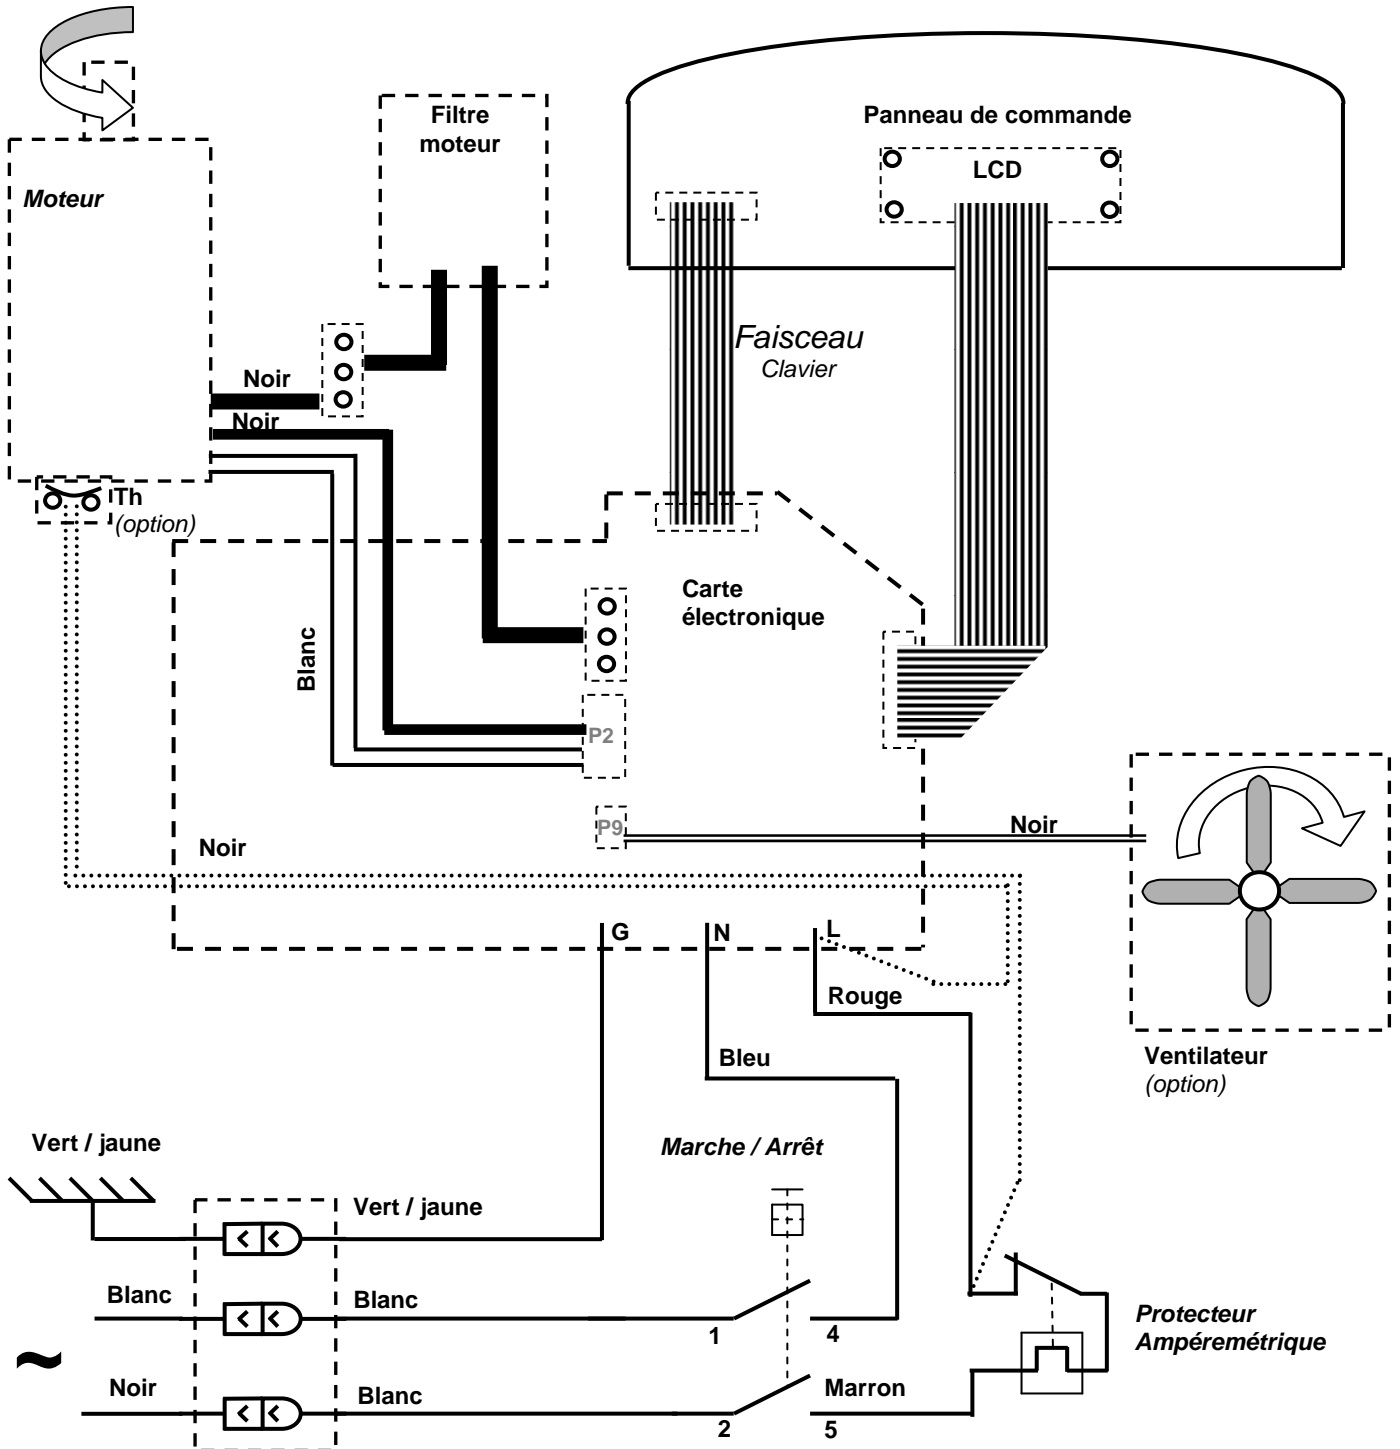 Filtre
moteur
Panneau de commande
LCD
Moteur
Faisceau
Clavier
Noir
Noir
Th
(option)
Carte
électronique
Blanc
P2
P9
Noir
Noir
G
N
L
Rouge
Bleu
Ventilateur
(option)
Vert / jaune
Marche / Arrêt
Vert / jaune
Blanc
Blanc
1
4
Protecteur
Ampéremétrique
~
Noir
Blanc
Marron
2
5